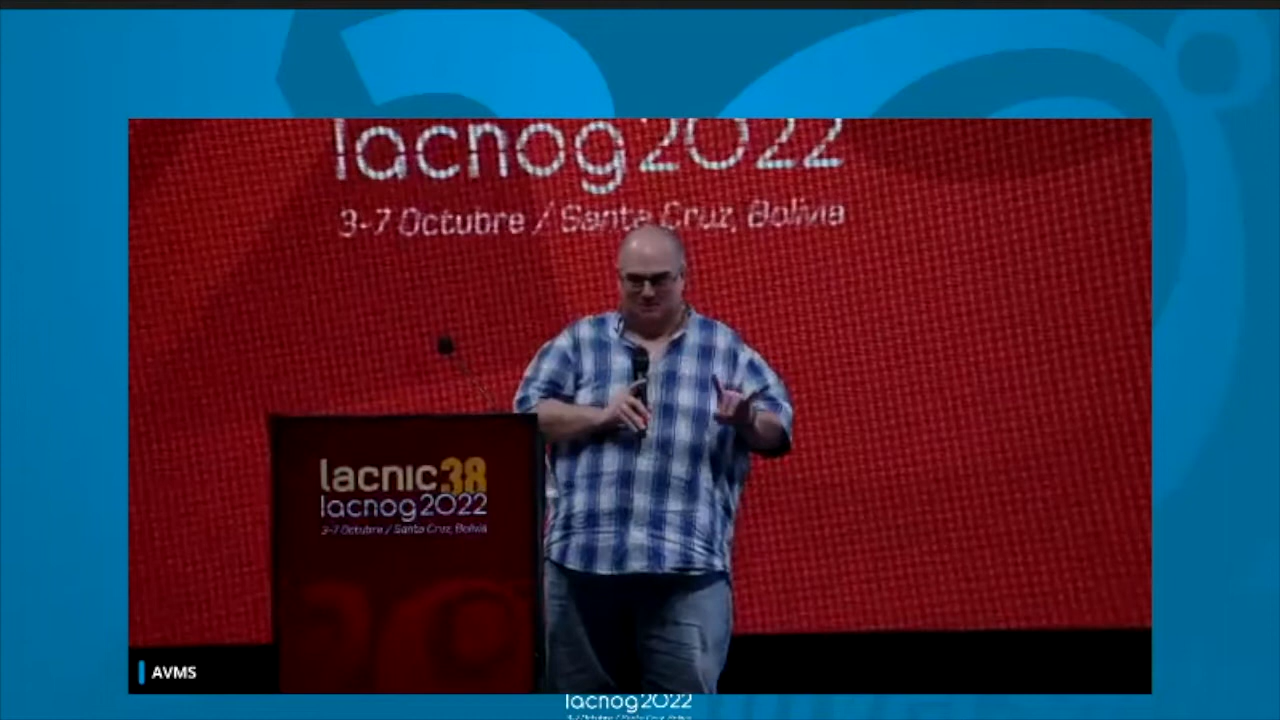 lacnog2022
3-7 Octubre / Santa Cruz, Bolivia
lacnic38
lacnog2022
3-7 Octubre / Santa Cruz, Bolivia
AVMS
lacnog2022